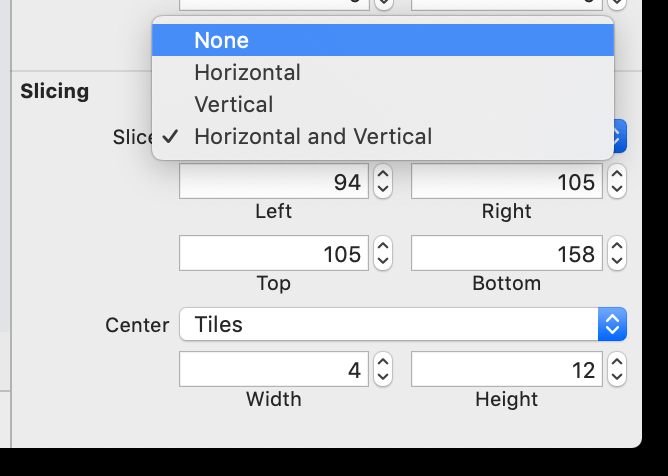 None
Slicing
Horizontal
Vertical
Slice
Horizontal and Vertical
94
105
Left
Right
105
158
Top
Bottom
Center
Tiles
4
12
Width
Height